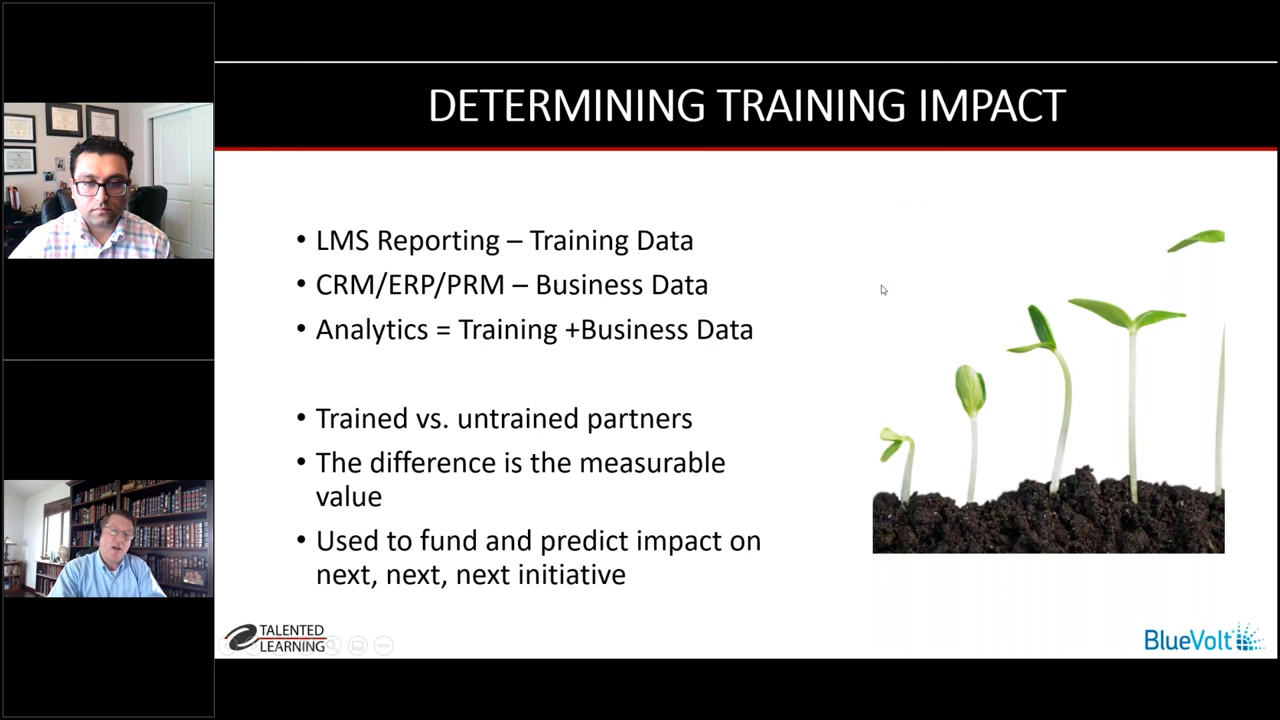 DETERMINING TRAINING IMPACT
• LMS Reporting – Training Data
• CRM/ERP/PRM – Business Data
• Analytics = Training +Business Data
• Trained vs. untrained partners
• The difference is the measurable
value
• Used to fund and predict impact on
next, next, next initiative
TALENTED
LEARNING
BlueVolt